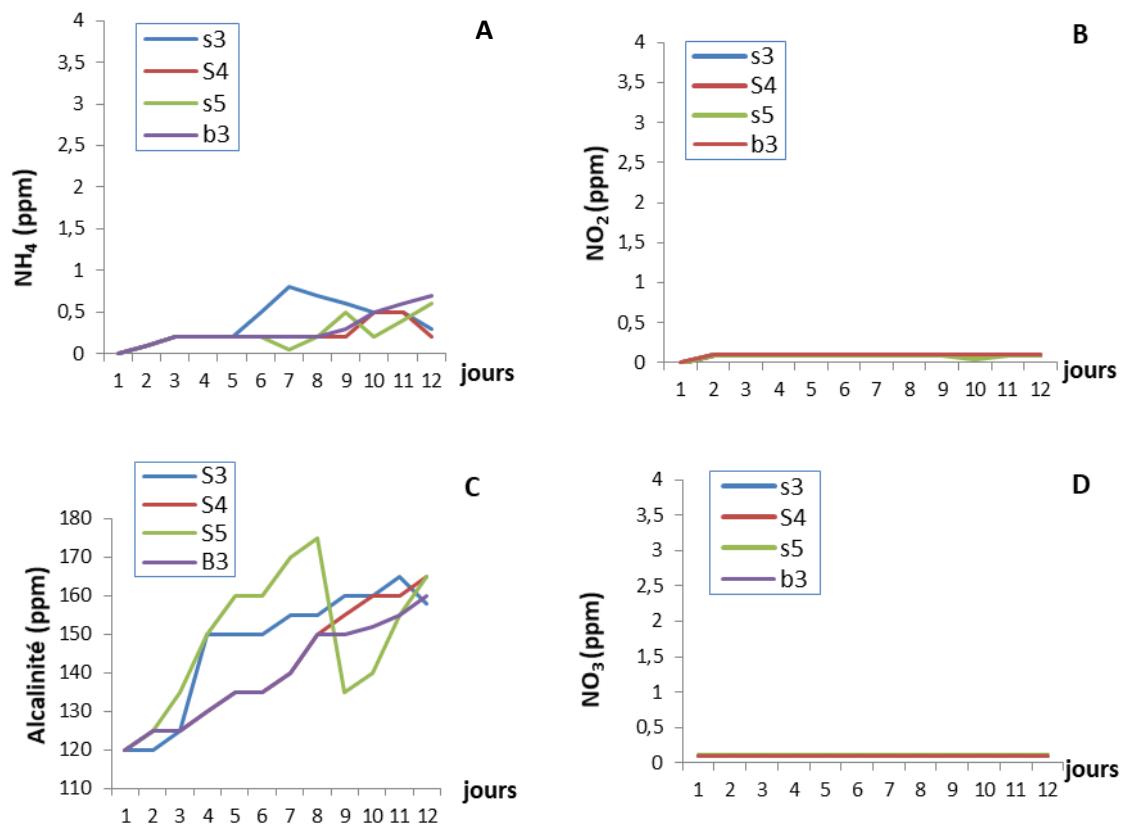 A
s3
S4
s5
b3
NH4 (ppm)
4
3,5
3
2,5
2
1,5
1
0,5
0
1 2 3 4 5 6 7 8 9 10 11 12
jours
B
s3
S4
s5
b3
NO2 (ppm)
4
3,5
3
2,5
2
1,5
1
0,5
0
1 2 3 4 5 6 7 8 9 10 11 12
jours
C
S3
S4
S5
B3
Alcalinité (ppm)
180
170
160
150
140
130
120
110
1 2 3 4 5 6 7 8 9 10 11 12
jours
D
s3
S4
s5
b3
NO3 (ppm)
4
3,5
3
2,5
2
1,5
1
0,5
0
1 2 3 4 5 6 7 8 9 10 11 12
jours